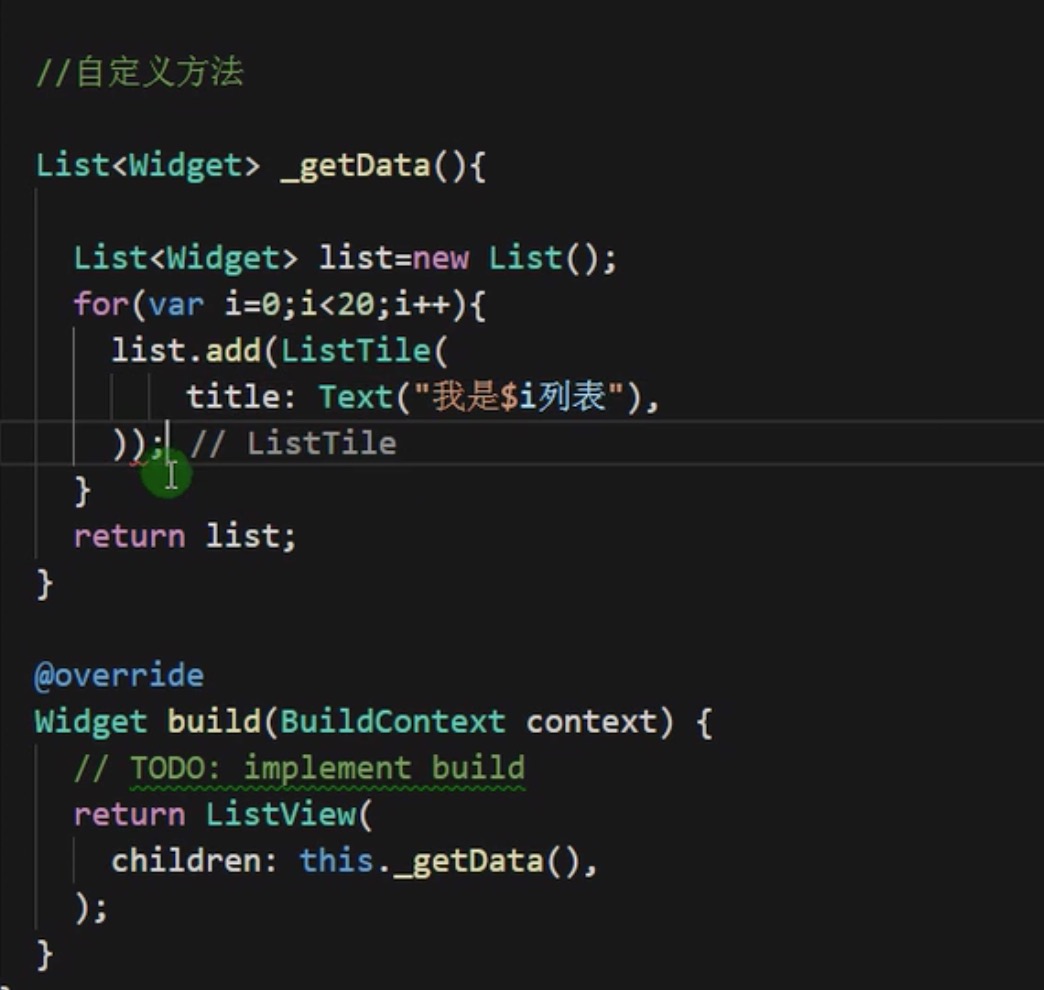 //自定义方法
List<Widget> _getData(){
List<Widget> list=new List();
for(var i=0;i<20;i++){
list.add(ListTile(
title: Text("我是$i列表"),
)); // ListTile
}
return list;
}
@override
Widget build(BuildContext context) {
// TODO: implement build
return ListView(
children: this._getData(),
);
}